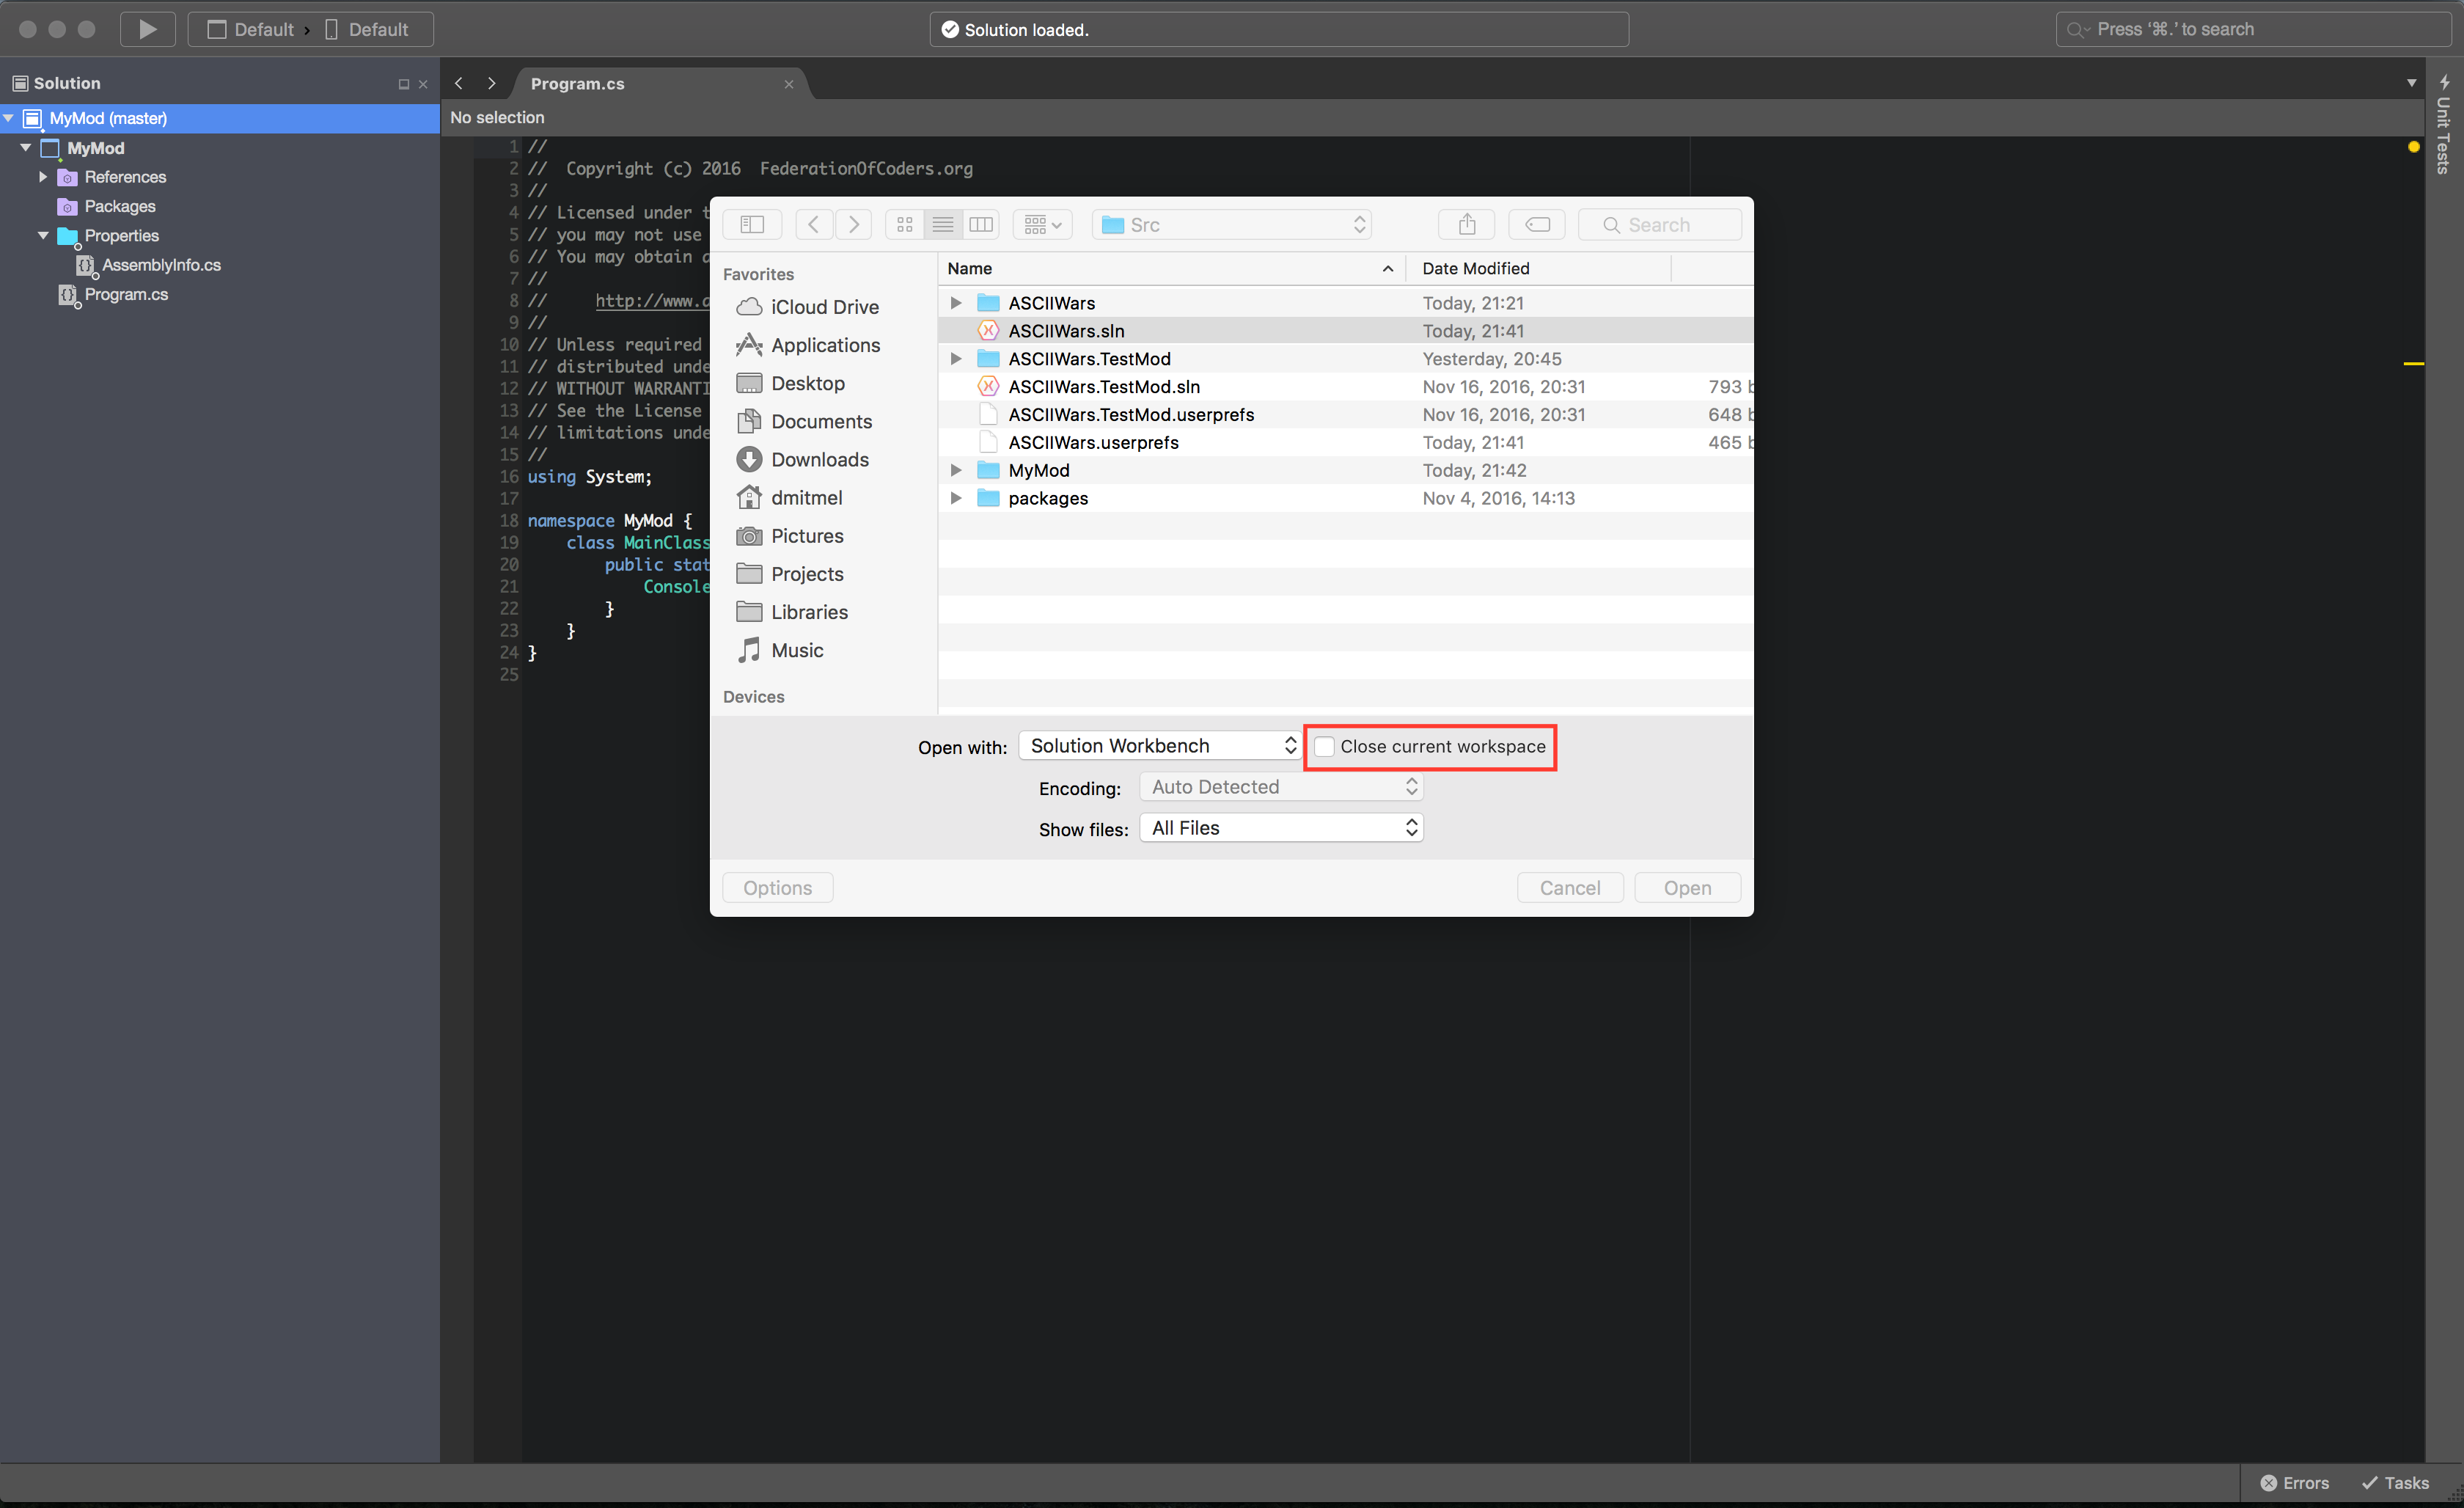 Default › Default
Solution loaded.
Press '⌘.' to search
Solution
MyMod (master)
MyMod
References
Packages
Properties
AssemblyInfo.cs
Program.cs
Program.cs
No selection
1 //
2 // Copyright (c) 2016 FederationOfCoders.org
3 //
4 // Licensed under t
5 // you may not use
6 // You may obtain a
7 //
8 // http://www.a
9 //
10 // Unless required
11 // distributed unde
12 // WITHOUT WARRANTI
13 // See the License
14 // limitations unde
15 //
16 using System;
17
18 namespace MyMod {
19 class MainClass
20 public stat
21 Console
22 }
23 }
24 }
25
Unit Tests
Src
Search
Favorites
iCloud Drive
Applications
Desktop
Documents
Downloads
dmitmel
Pictures
Projects
Libraries
Music
Devices
Name Date Modified
ASCIIWars Today, 21:21
ASCIIWars.sln Today, 21:41
ASCIIWars.TestMod Yesterday, 20:45
ASCIIWars.TestMod.sln Nov 16, 2016, 20:31 793 b
ASCIIWars.TestMod.userprefs Nov 16, 2016, 20:31 648 b
ASCIIWars.userprefs Today, 21:41 465 b
MyMod Today, 21:42
packages Nov 4, 2016, 14:13
Open with: Solution Workbench Close current workspace
Encoding: Auto Detected
Show files: All Files
Options Cancel Open
Errors Tasks